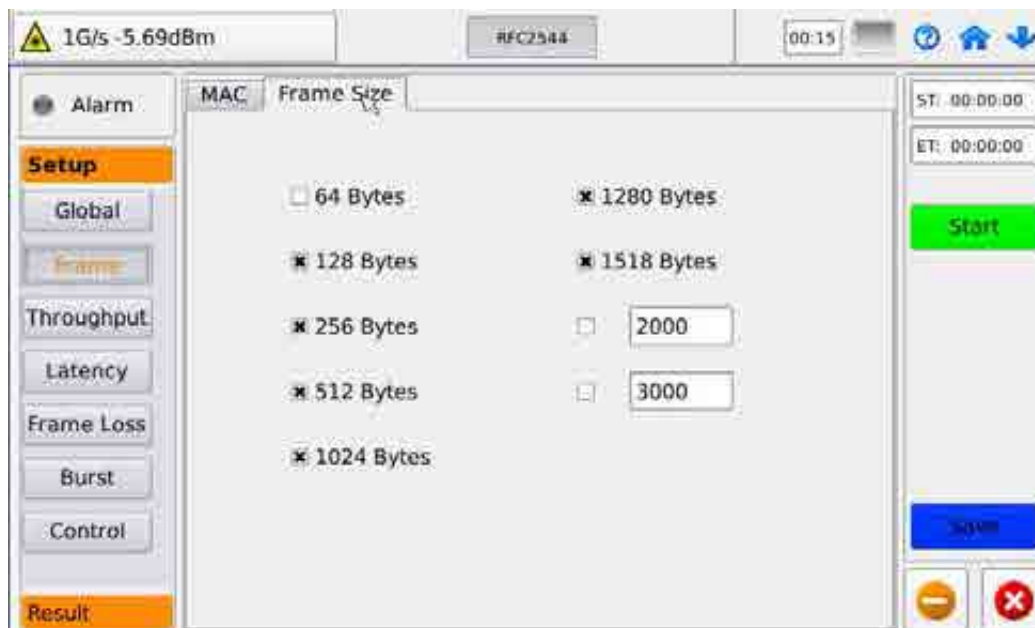 1G/s -5.69dBm
RFC2544
00:15
Alarm
MAC
Frame Size
ST: 00:00:00
ET: 00:00:00
Setup
Global
Frame
Throughput
Latency
Frame Loss
Burst
Control
Result
64 Bytes
128 Bytes
256 Bytes
512 Bytes
1024 Bytes
1280 Bytes
1518 Bytes
2000
3000
Start
Save